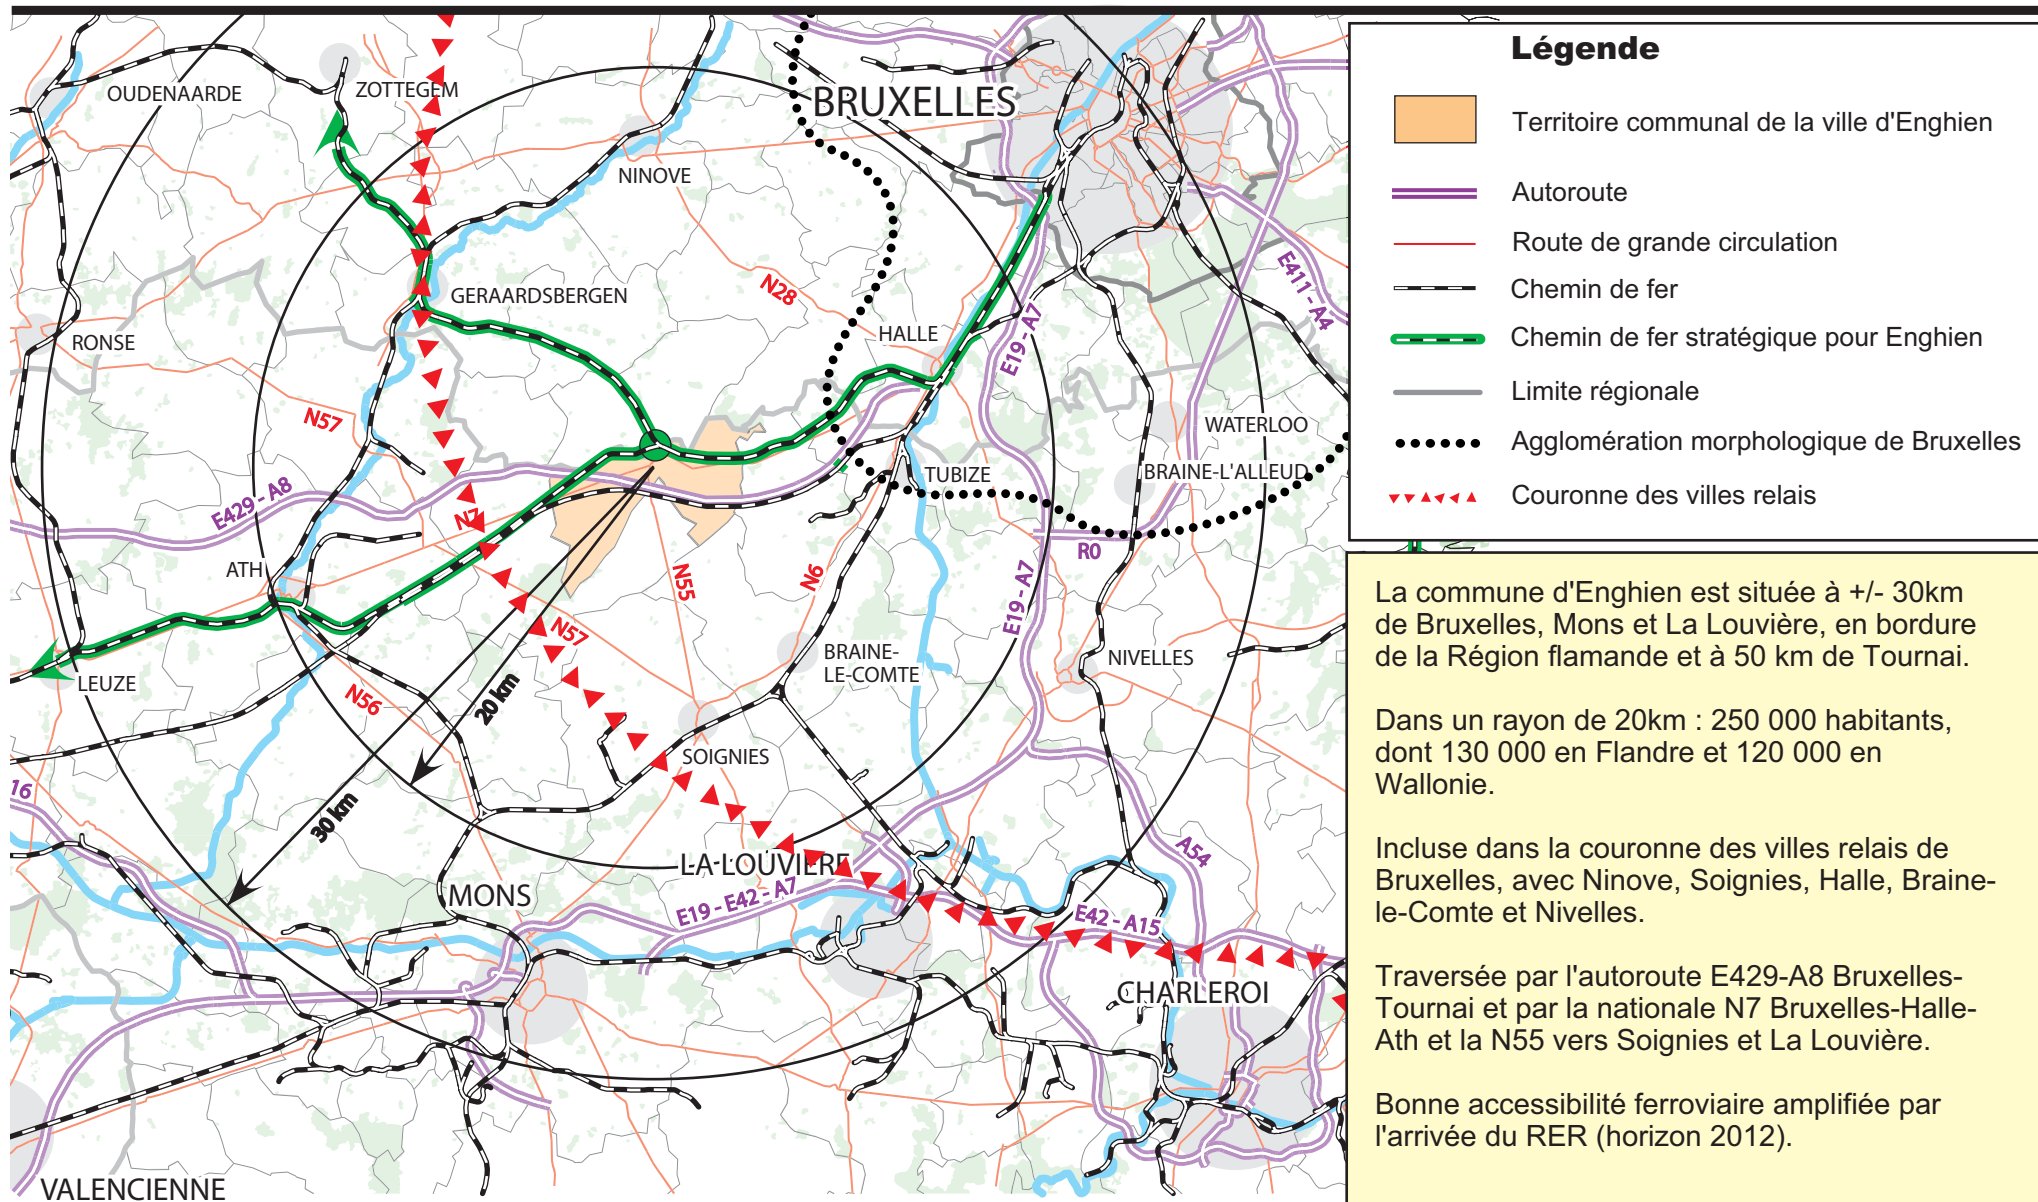 OUDENAARDE
ZOTTEGEM
BRUXELLES
NINOVE
GERAARDSBERGEN
N28
E411 - A4
HALLE
E19 - A7
RONSE
N57
WATERLOO
BRAINE-L'ALLEUD
TUBIZE
E429 - A8
N7
R0
ATH
N55
N6
E19 - A7
N57
BRAINE-
LE-COMTE
NIVELLES
LEUZE
N56
20 km
SOIGNIES
16
30 km
LA LOUVIERE
A54
MONS
E19 - E42 - A7
E42 - A15
CHARLEROI
VALENCIENNE
Légende
Territoire communal de la ville d'Enghien
Autoroute
Route de grande circulation
Chemin de fer
Chemin de fer stratégique pour Enghien
Limite régionale
Agglomération morphologique de Bruxelles
Couronne des villes relais
La commune d'Enghien est située à +/- 30km
de Bruxelles, Mons et La Louvière, en bordure
de la Région flamande et à 50 km de Tournai.
Dans un rayon de 20km : 250 000 habitants,
dont 130 000 en Flandre et 120 000 en
Wallonie.
Incluse dans la couronne des villes relais de
Bruxelles, avec Ninove, Soignies, Halle, Braine-
le-Comte et Nivelles.
Traversée par l'autoroute E429-A8 Bruxelles-
Tournai et par la nationale N7 Bruxelles-Halle-
Ath et la N55 vers Soignies et La Louvière.
Bonne accessibilité ferroviaire amplifiée par
l'arrivée du RER (horizon 2012).